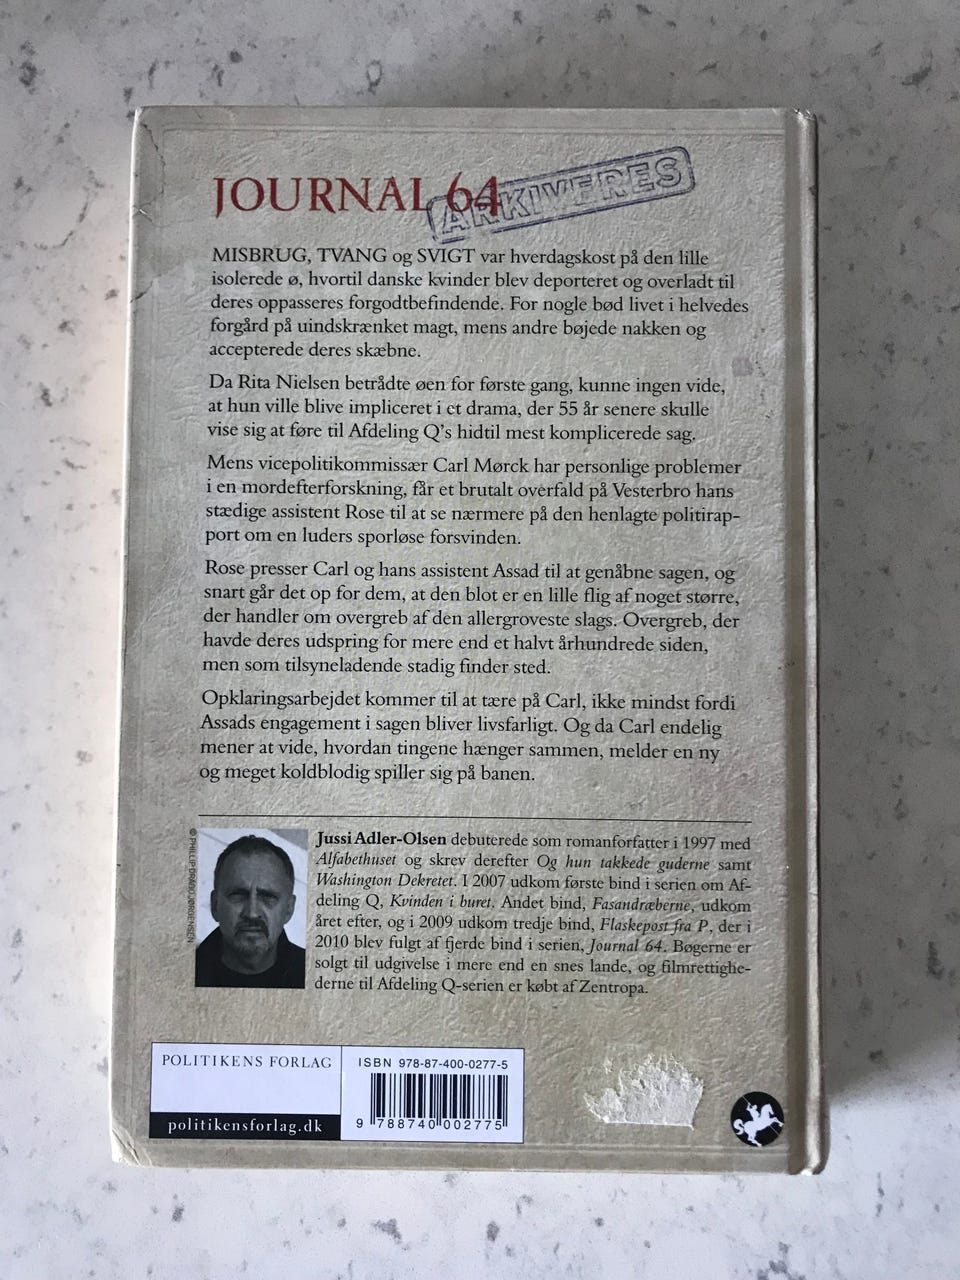 JOURNAL 64
ARKIVERES
MISBRUG, TVANG og SVIGT var hverdagskost på den lille
isolerede ø, hvortil danske kvinder blev deporteret og overladt til
deres oppasseres forgodtbefindende. For nogle bød livet i helvedes
forgård på uindskrænket magt, mens andre bøjede nakken og
accepterede deres skæbne.
Da Rita Nielsen betrådte øen for første gang, kunne ingen vide,
at hun ville blive impliceret i et drama, der 55 år senere skulle
vise sig at føre til Afdeling Q's hidtil mest komplicerede sag.
Mens vicepolitikommissær Carl Mørck har personlige problemer
i en mordefterforskning, får et brutalt overfald på Vesterbro hans
stædige assistent Rose til at se nærmere på den henlagte politirap-
port om en luders sporløse forsvinden.
Rose presser Carl og hans assistent Assad til at genåbne sagen, og
snart går det op for dem, at den blot er en lille flig af noget større,
der handler om overgreb af den allergroveste slags. Overgreb, der
havde deres udspring for mere end et halvt århundrede siden,
men som tilsyneladende stadig finder sted.
Opklaringsarbejdet kommer til at tære på Carl, ikke mindst fordi
Assads engagement i sagen bliver livsfarligt. Og da Carl endelig
mener at vide, hvordan tingene hænger sammen, melder en ny
og meget koldblodig spiller sig på banen.
Jussi Adler-Olsen debuterede som romanforfatter i 1997 med
Alfabethuset og skrev derefter Og hun takkede guderne samt
Washington Dekretet. I 2007 udkom første bind i serien om Af-
deling Q, Kvinden i buret. Andet bind, Fasandræberne, udkom
året efter, og i 2009 udkom tredje bind, Flaskepost fra P, der i
2010 blev fulgt af fjerde bind i serien, Journal 64. Bøgerne er
solgt til udgivelse i mere end en snes lande, og filmrettighe-
derne til Afdeling Q-serien er købt af Zentropa.
POLITIKENS FORLAG
politikensforlag.dk
ISBN 978-87-400-0277-5
9 788740 002775